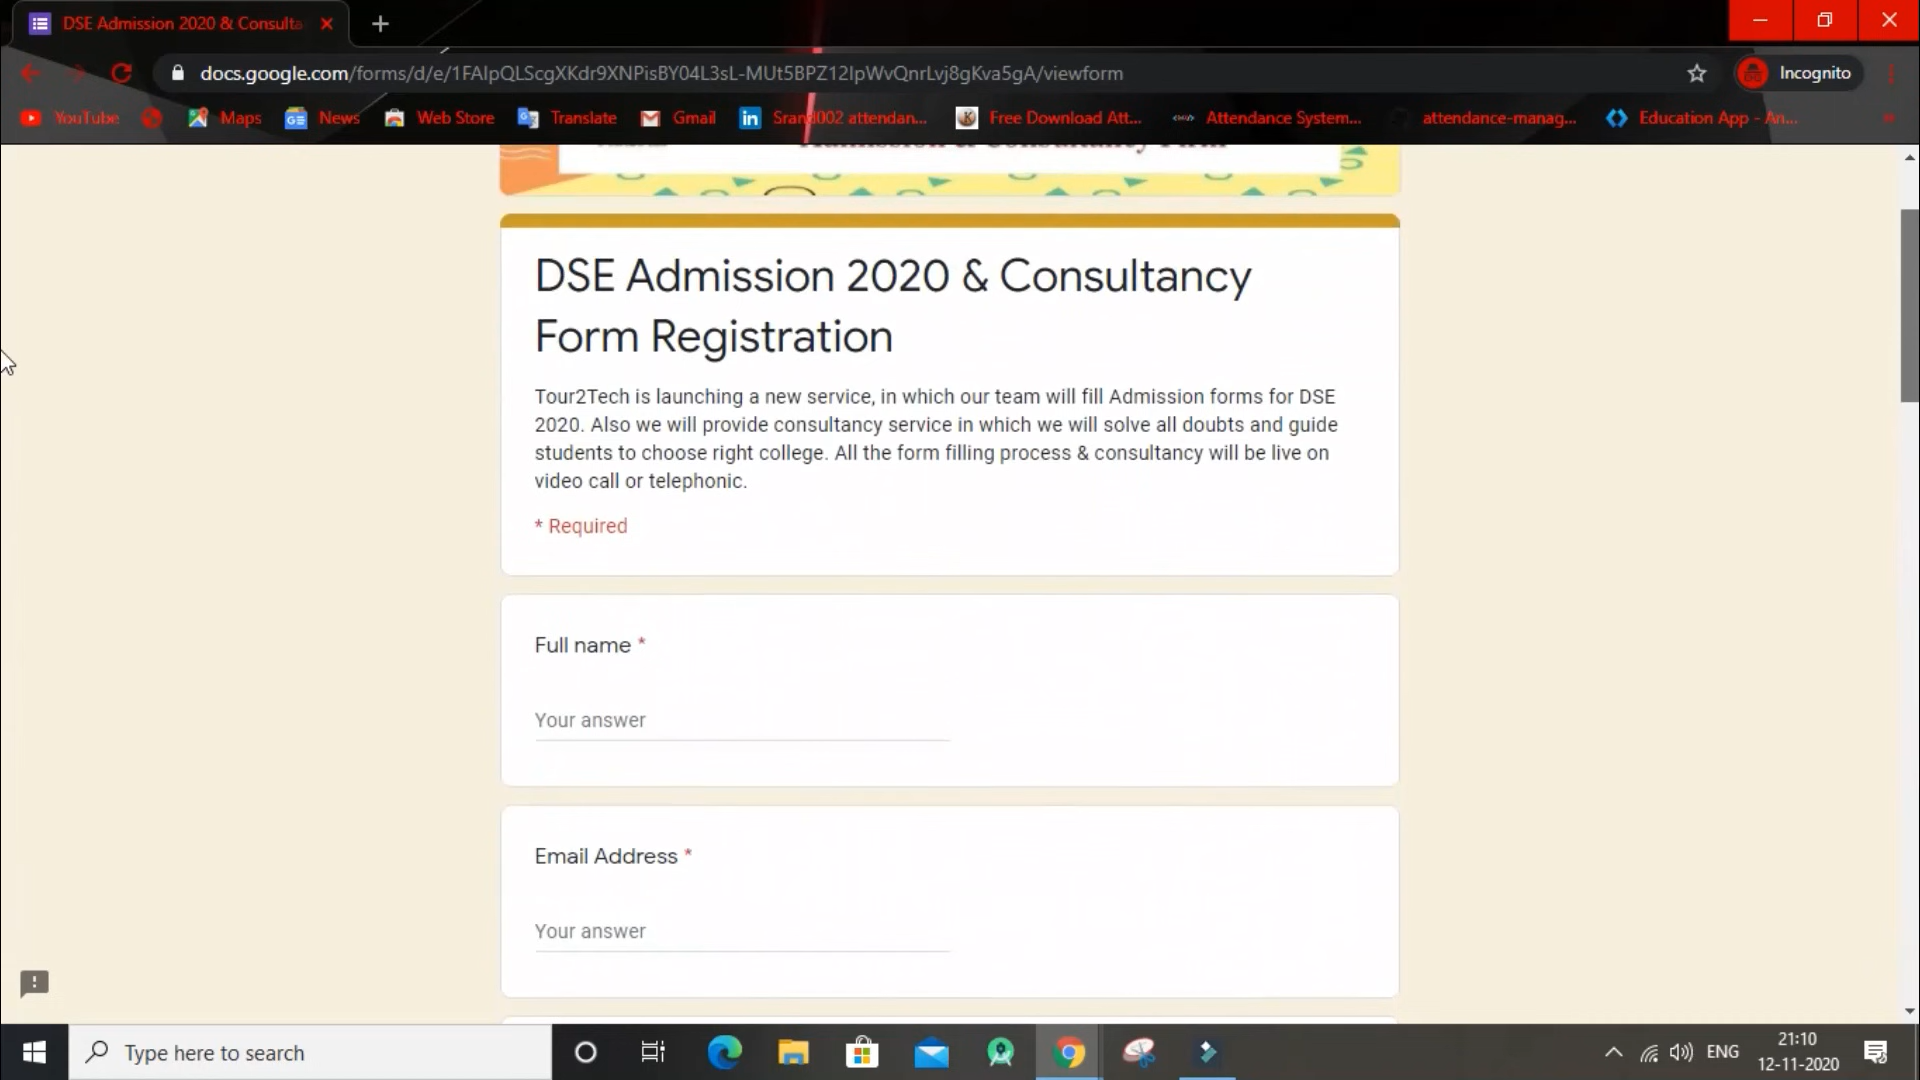 DSE Admission 2020 & Consulta
docs.google.com/forms/d/e/1FAIpQLScgXKdr9XNPisBY04L3sL-MUt5BPZ12IpWvQnrLvj8gKva5gA/viewform
Incognito
YouTube Maps News Web Store Translate Gmail attendan... Free Download Att... Attendance System... attendance-manag... Education App - An...
Admission & Consultancy Form
DSE Admission 2020 & Consultancy
Form Registration
Tour2Tech is launching a new service, in which our team will fill Admission forms for DSE
2020. Also we will provide consultancy service in which we will solve all doubts and guide
students to choose right college. All the form filling process & consultancy will be live on
video call or telephonic.
* Required
Full name *
Your answer
Email Address *
Your answer
Type here to search
ENG
21:10
12-11-2020